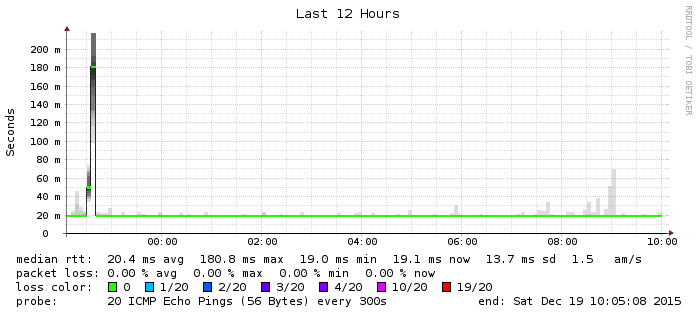 Last 12 Hours
RRDTOOL / TOBI OETIKER
Seconds
200 m
180 m
160 m
140 m
120 m
100 m
80 m
60 m
40 m
20 m
0
00:00 02:00 04:00 06:00 08:00 10:00
median rtt: 20.4 ms avg 180.8 ms max 19.0 ms min 19.1 ms now 13.7 ms sd 1.5 am/s
packet loss: 0.00 % avg 0.00 % max 0.00 % min 0.00 % now
loss color: 0 1/20 2/20 3/20 4/20 10/20 19/20
probe: 20 ICMP Echo Pings (56 Bytes) every 300s end: Sat Dec 19 10:05:08 2015